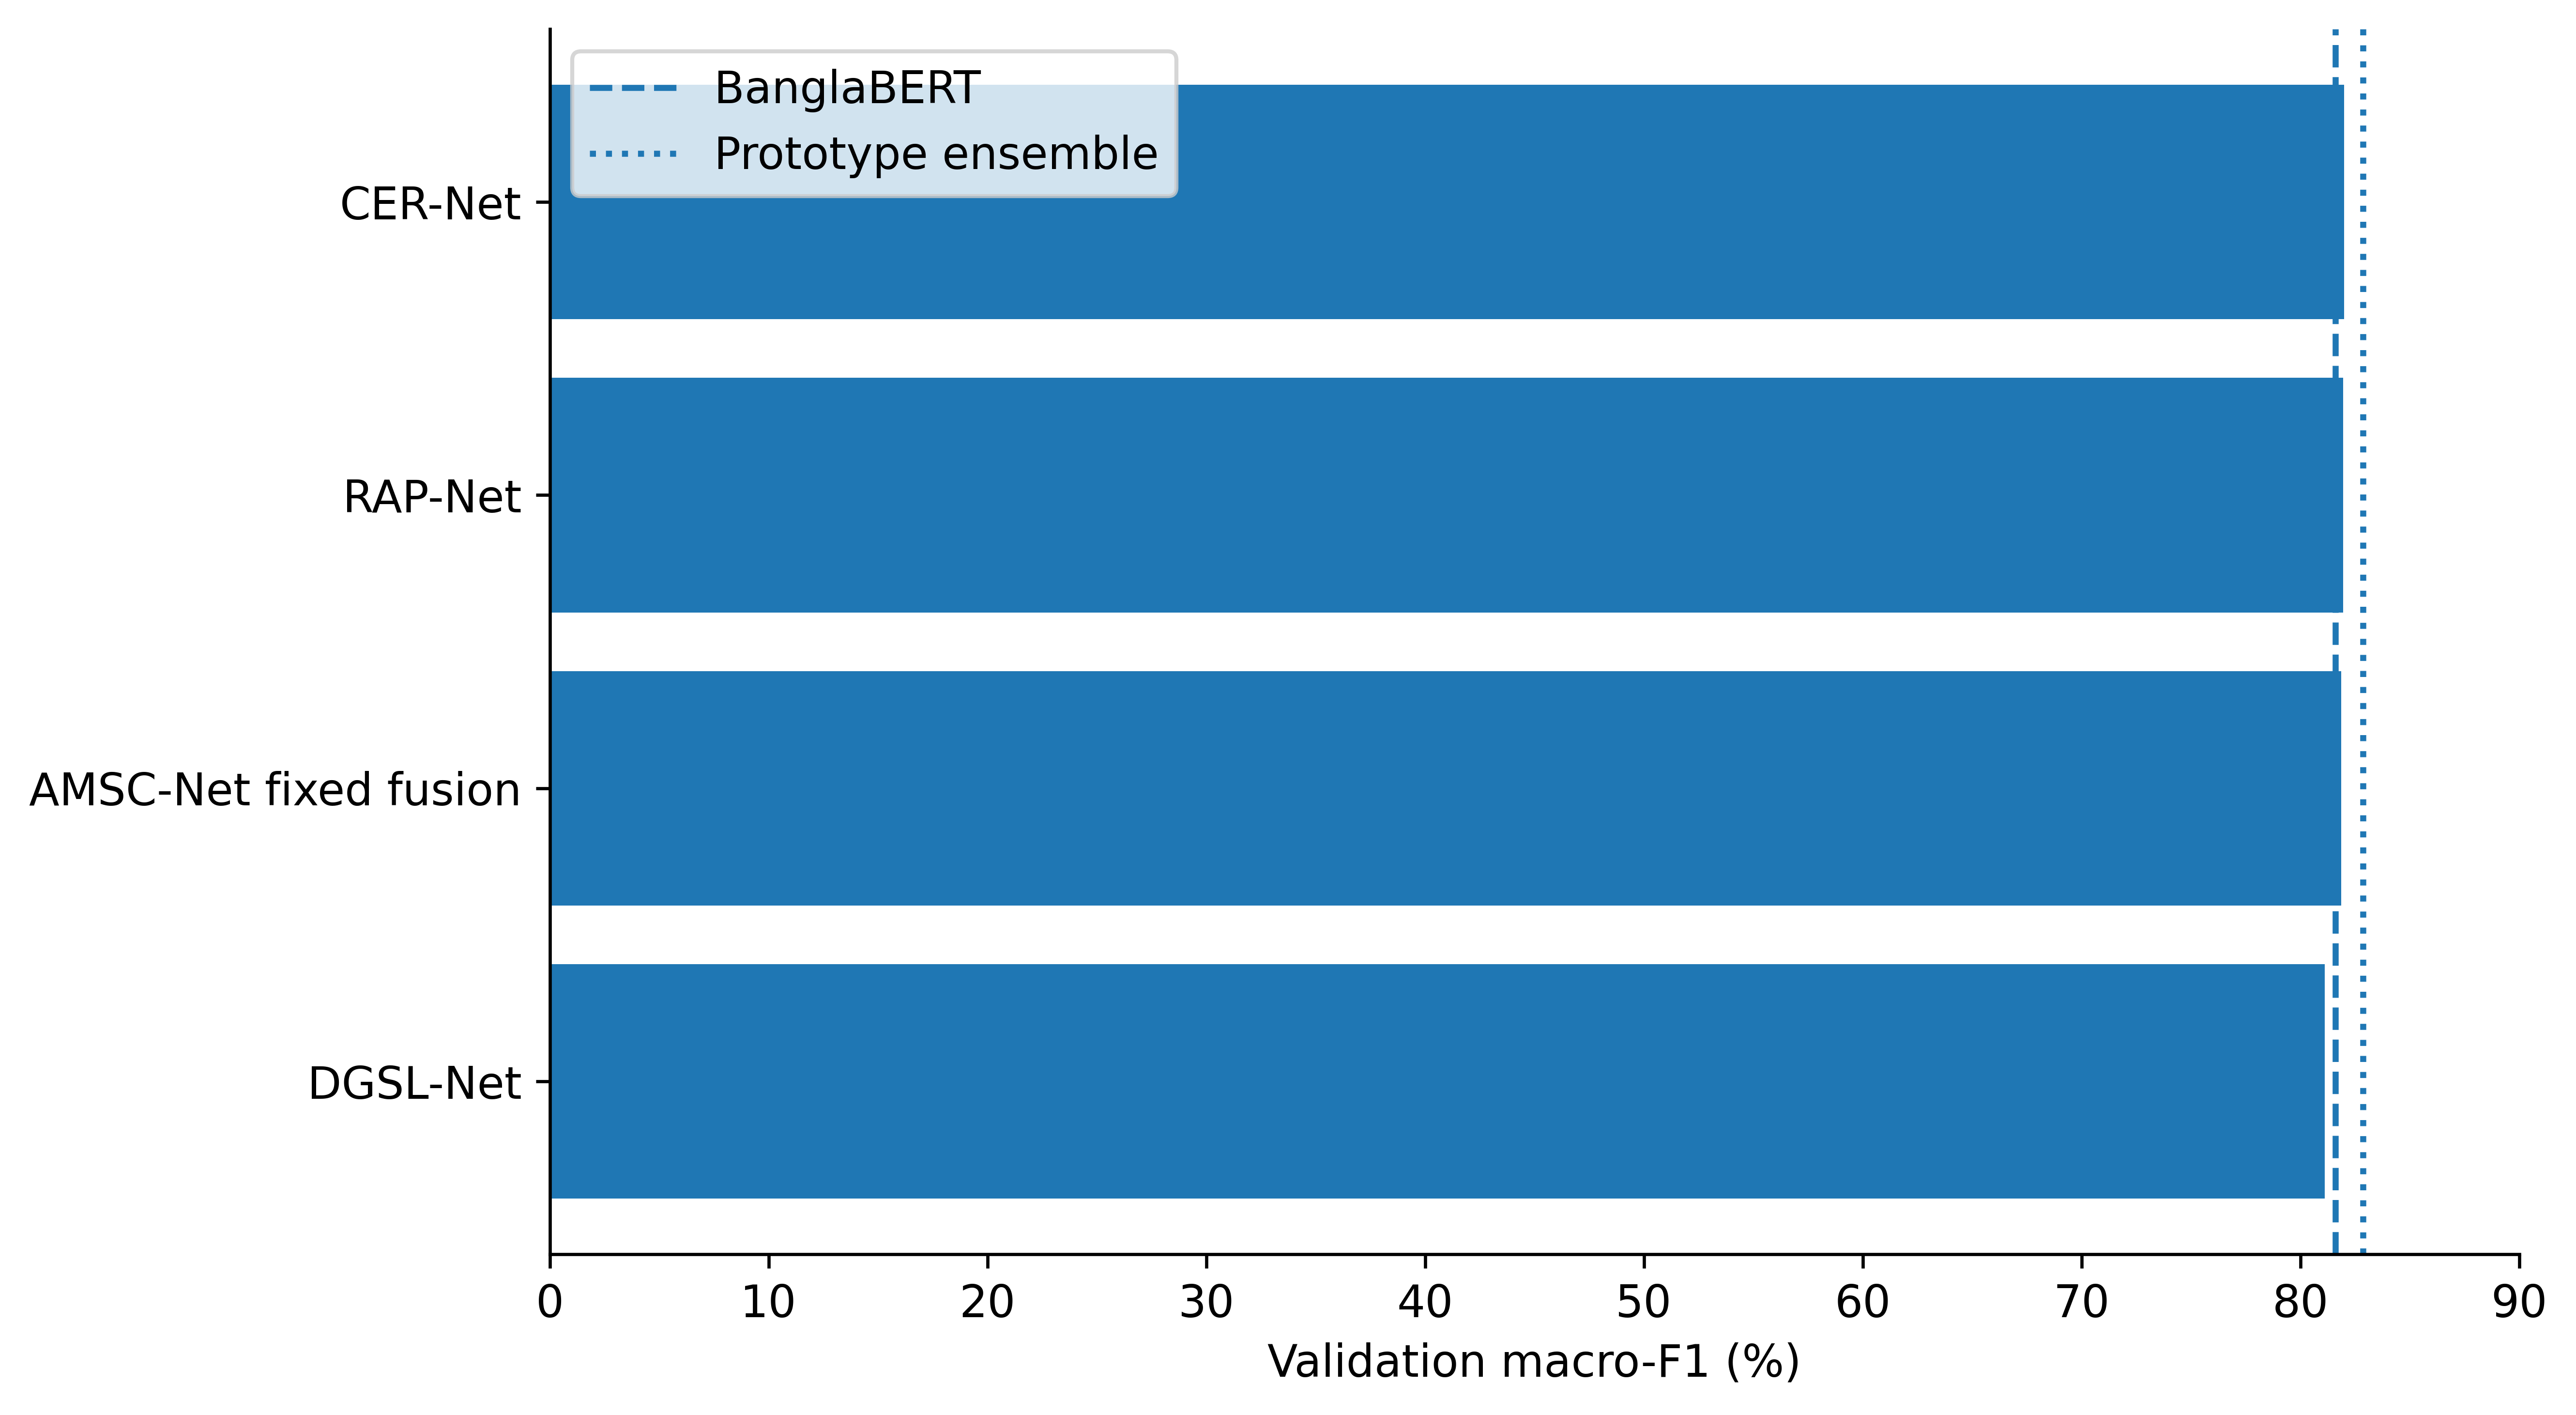 BanglaBERT
Prototype ensemble
CER-Net
RAP-Net
AMSC-Net fixed fusion
DGSL-Net
0 10 20 30 40 50 60 70 80 90
Validation macro-F1 (%)